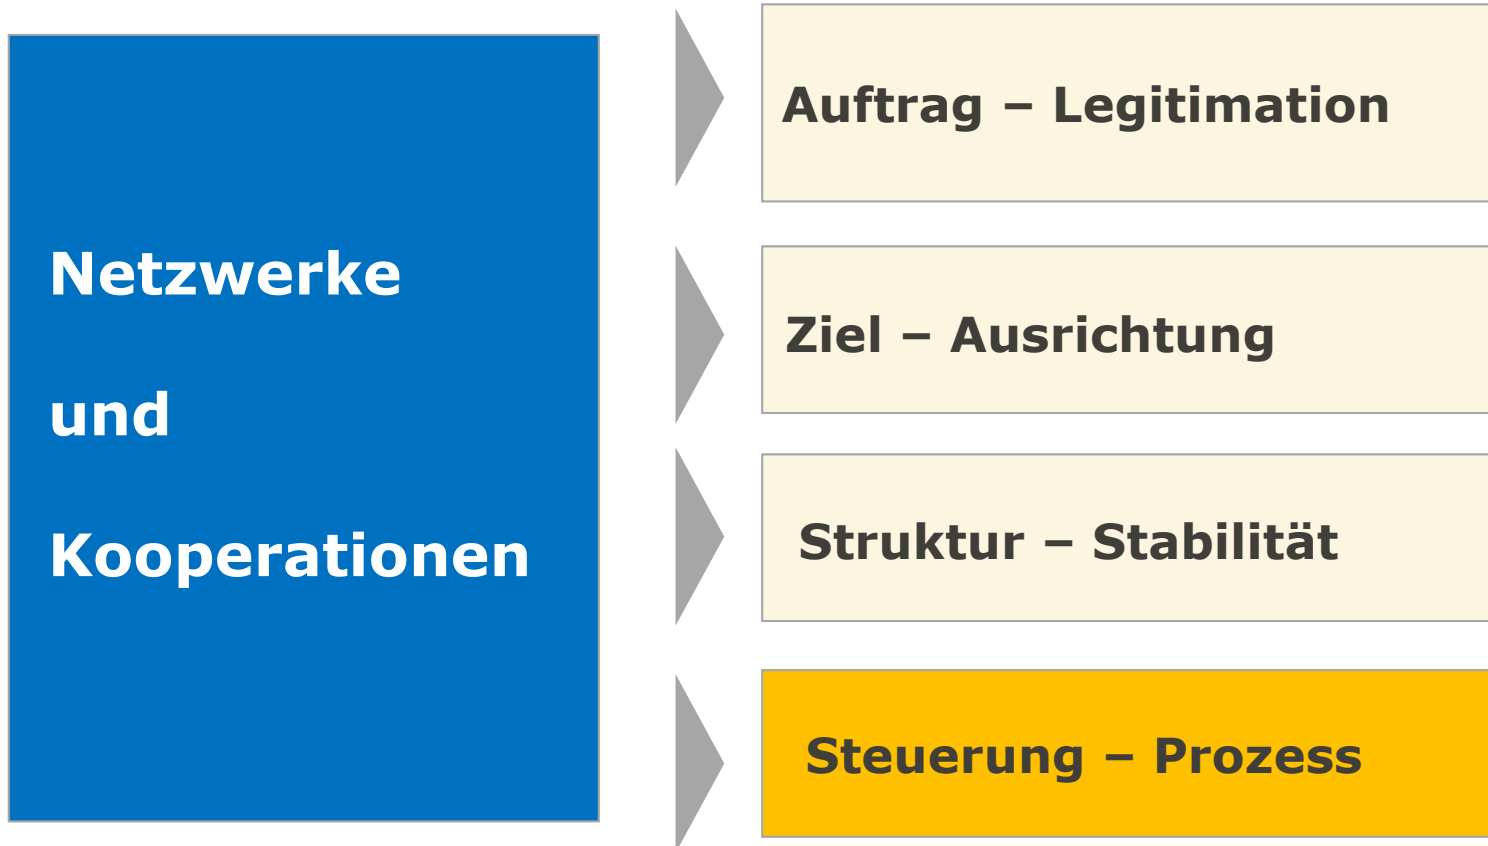 Netzwerke
und
Kooperationen
Auftrag – Legitimation
Ziel – Ausrichtung
Struktur – Stabilität
Steuerung – Prozess